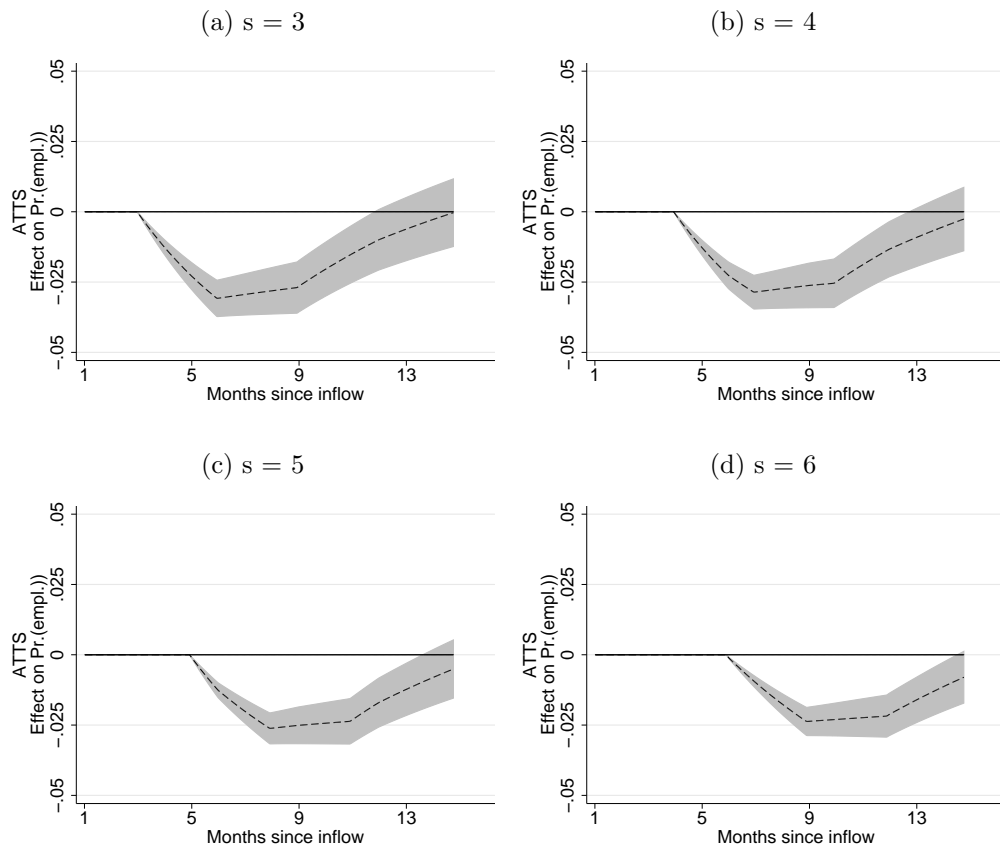 (a) s = 3
ATTS
Effect on Pr.(empl.))
.05
.025
0
−.025
−.05
1 5 9 13
Months since inflow
(b) s = 4
ATTS
Effect on Pr.(empl.))
.05
.025
0
−.025
−.05
1 5 9 13
Months since inflow
(c) s = 5
ATTS
Effect on Pr.(empl.))
.05
.025
0
−.025
−.05
1 5 9 13
Months since inflow
(d) s = 6
ATTS
Effect on Pr.(empl.))
.05
.025
0
−.025
−.05
1 5 9 13
Months since inflow